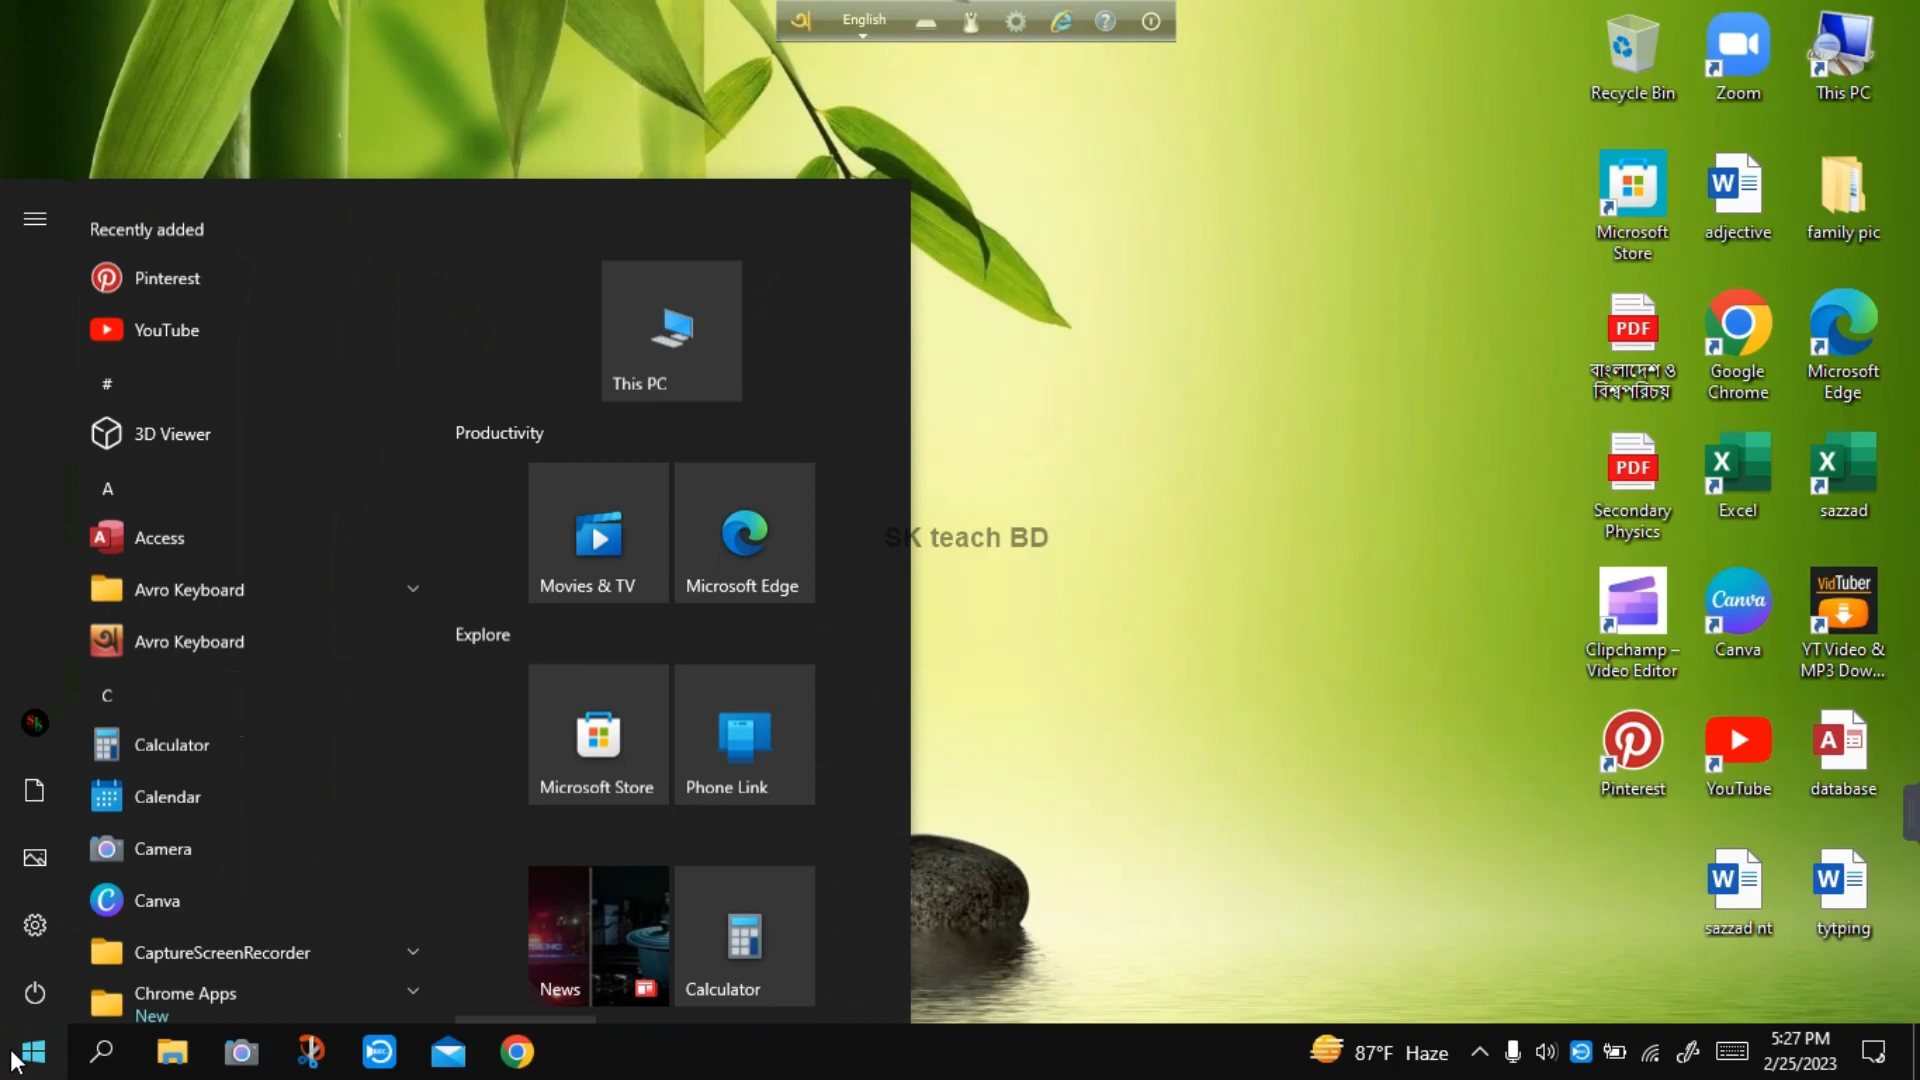 English
Recycle Bin
Zoom
This PC
Microsoft
Store
adjective
family pic
PDF
বাংলাদেশ ও
বিশ্বপরিচয়
Google
Chrome
Microsoft
Edge
PDF
Secondary
Physics
Excel
sazzad
Clipchamp –
Video Editor
Canva
Canva
VidTuber
YT Video &
MP3 Dow...
Pinterest
YouTube
database
sazzad nt
tytping
Recently added
Pinterest
YouTube
#
3D Viewer
A
Access
Avro Keyboard
Avro Keyboard
C
Calculator
Calendar
Camera
Canva
CaptureScreenRecorder
Chrome Apps
New
This PC
Productivity
Movies & TV
Microsoft Edge
Explore
Microsoft Store
Phone Link
News
Calculator
SK teach BD
87°F Haze
5:27 PM
2/25/2023